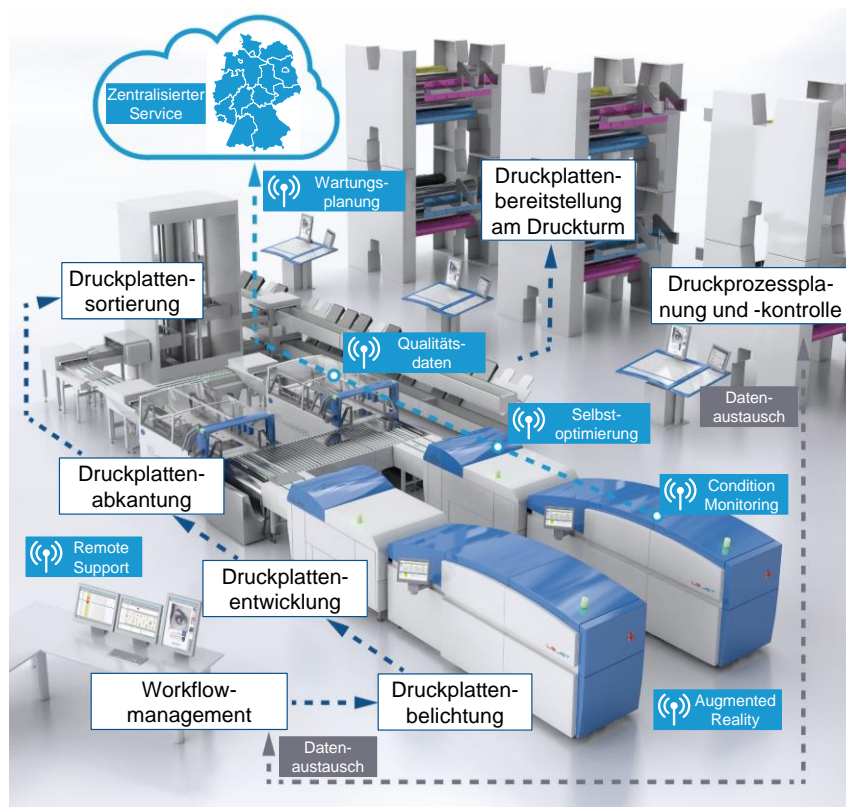 Zentralisierter
Service
Wartungs-
planung
Druckplatten-
bereitstellung
am Druckturm
Druckplatten-
sortierung
Druckprozesspla-
nung und -kontrolle
Qualitäts-
daten
Daten-
austausch
Selbst-
optimierung
Druckplatten-
abkantung
Condition
Monitoring
Remote
Support
Druckplatten-
entwicklung
Workflow-
management
Druckplatten-
belichtung
Augmented
Reality
Daten-
austausch